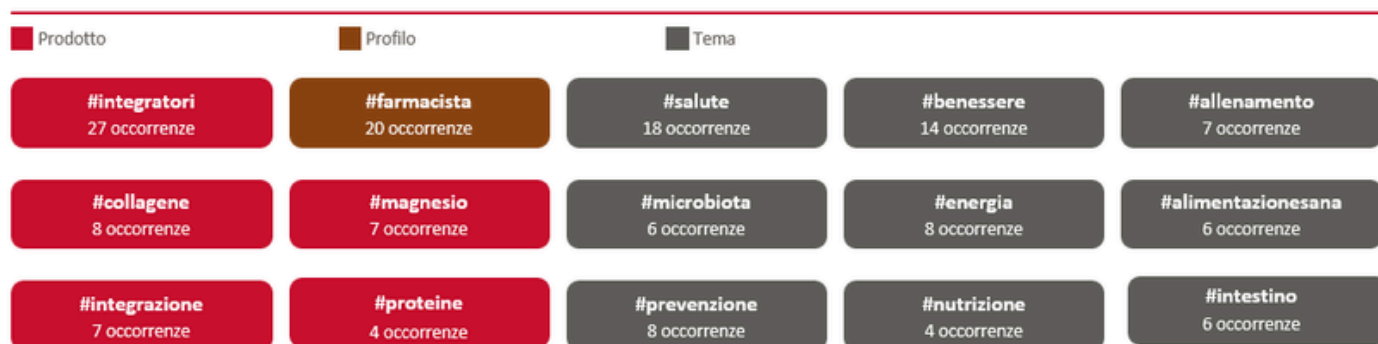 Prodotto Profilo Tema
#integratori #farmacista #salute #benessere #allenamento
27 occorrenze 20 occorrenze 18 occorrenze 14 occorrenze 7 occorrenze
#collagene #magnesio #microbiota #energia #alimentazionesana
8 occorrenze 7 occorrenze 6 occorrenze 8 occorrenze 6 occorrenze
#integrazione #proteine #prevenzione #nutrizione #intestino
7 occorrenze 4 occorrenze 8 occorrenze 4 occorrenze 6 occorrenze